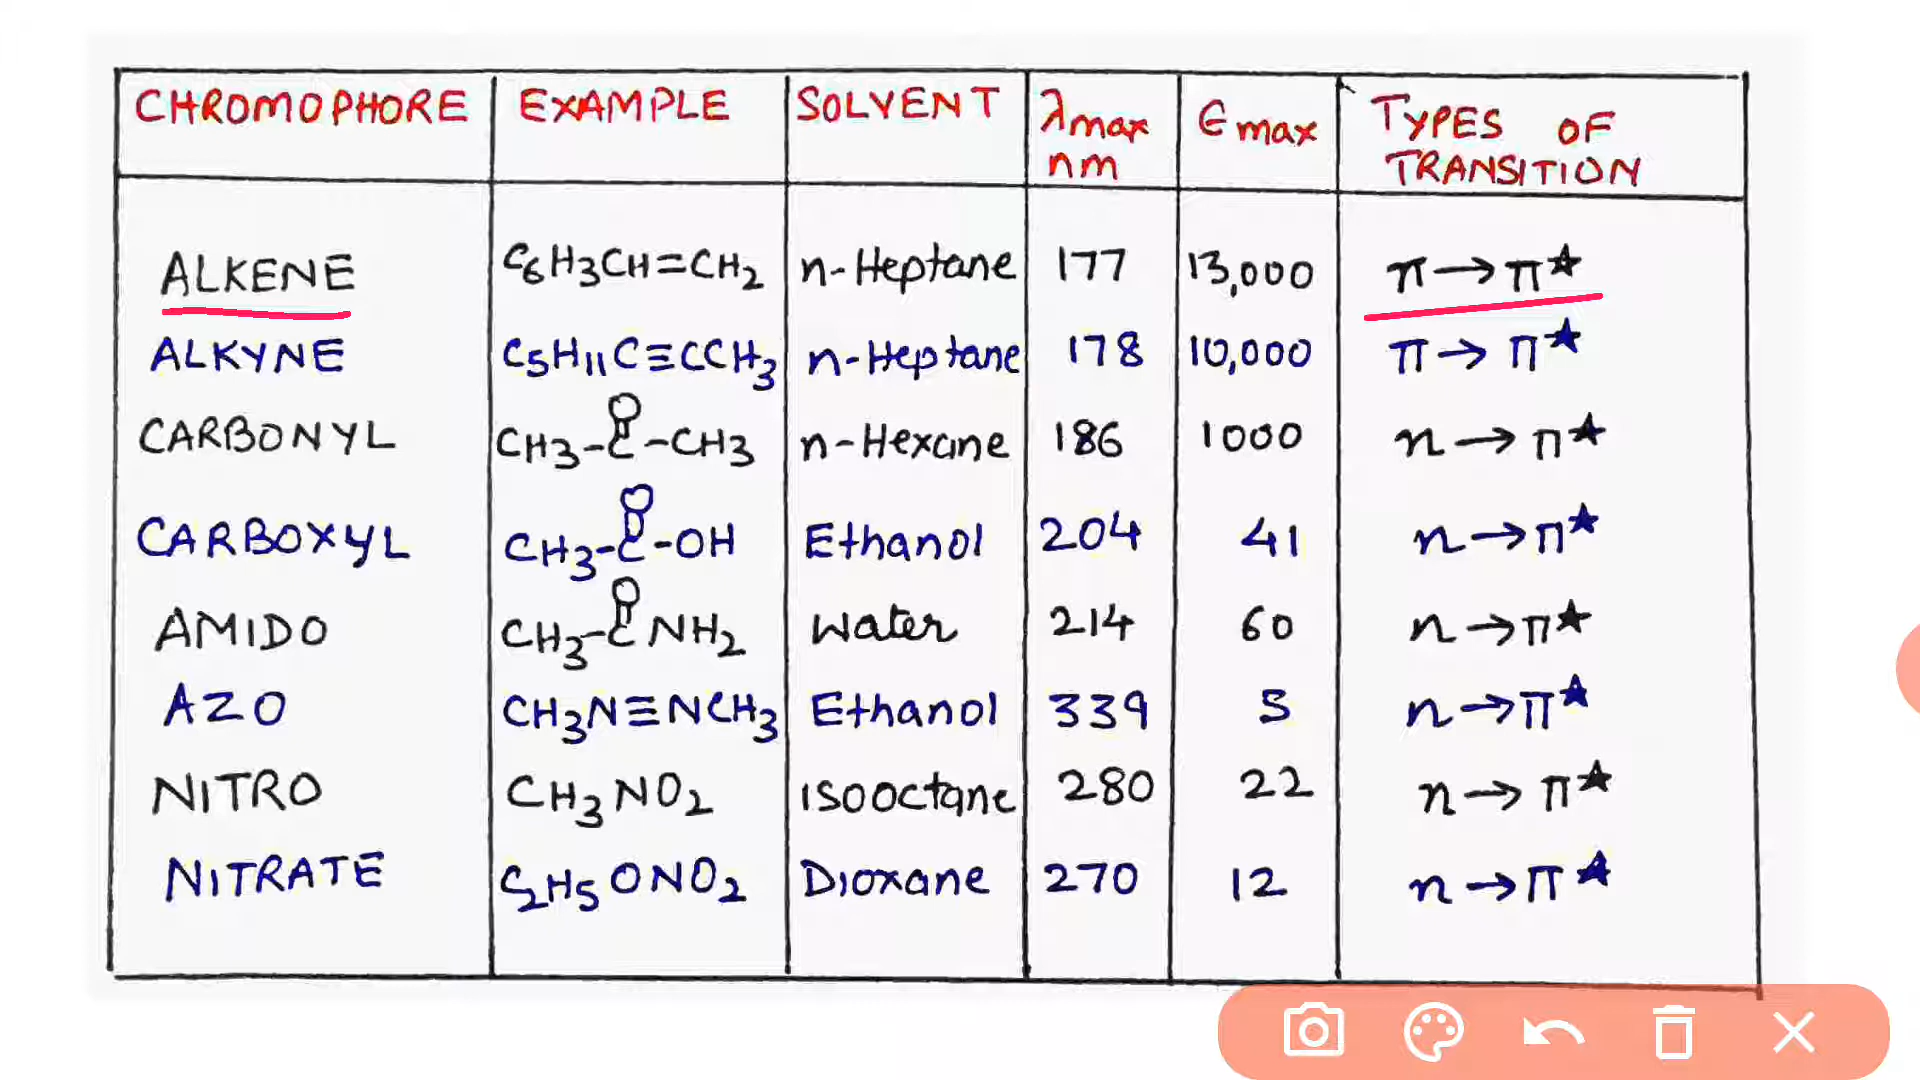 CHROMOPHORE EXAMPLE SOLVENT λmax nm ϵmax TYPES OF TRANSITION
ALKENE C6H3CH=CH2 n-Heptane 177 13,000 π→π★
ALKYNE C5H11C≡CCH3 n-Heptane 178 10,000 π→π★
CARBONYL CH3-C(=O)-CH3 n-Hexane 186 1000 n→π★
CARBOXYL CH3-C(=O)-OH Ethanol 204 41 n→π★
AMIDO CH3-C(=O)NH2 Water 214 60 n→π★
AZO CH3N≡NCH3 Ethanol 339 5 n→π★
NITRO CH3NO2 ISOOctane 280 22 n→π★
NITRATE C2H5ONO2 Dioxane 270 12 n→π★